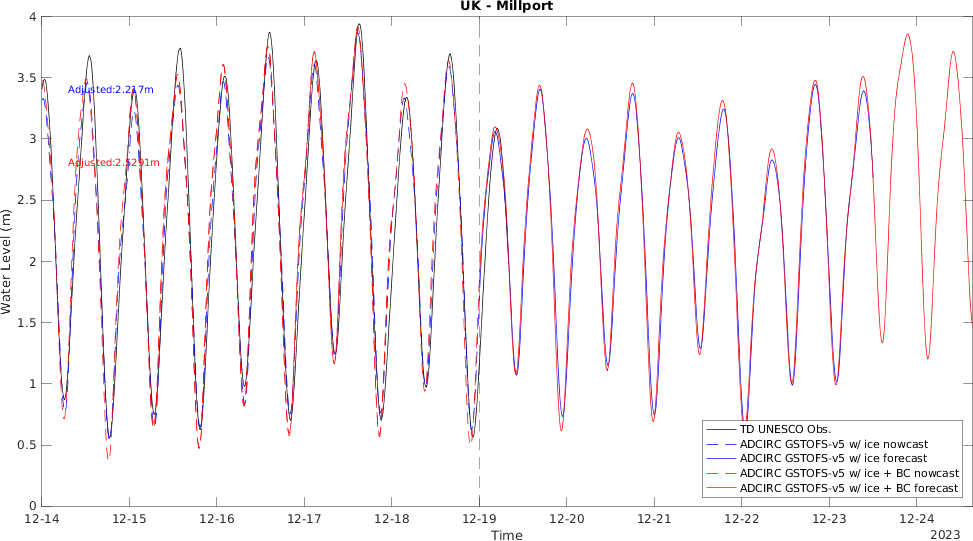 UK - Millport
4
3.5
3
2.5
2
1.5
1
0.5
0
Water Level (m)
Adjusted:2.217m
Adjusted:2.5291m
TD UNESCO Obs.
ADCIRC GSTOFS-v5 w/ ice nowcast
ADCIRC GSTOFS-v5 w/ ice forecast
ADCIRC GSTOFS-v5 w/ ice + BC nowcast
ADCIRC GSTOFS-v5 w/ ice + BC forecast
12-14 12-15 12-16 12-17 12-18 12-19 12-20 12-21 12-22 12-23 12-24
Time
2023